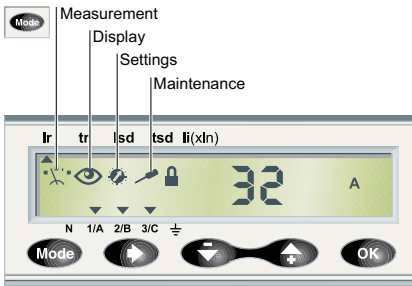 Mode
Measurement
Display
Settings
Maintenance
Ir tr Isd tsd Ii(xIn)
32 A
N 1/A 2/B 3/C
Mode OK